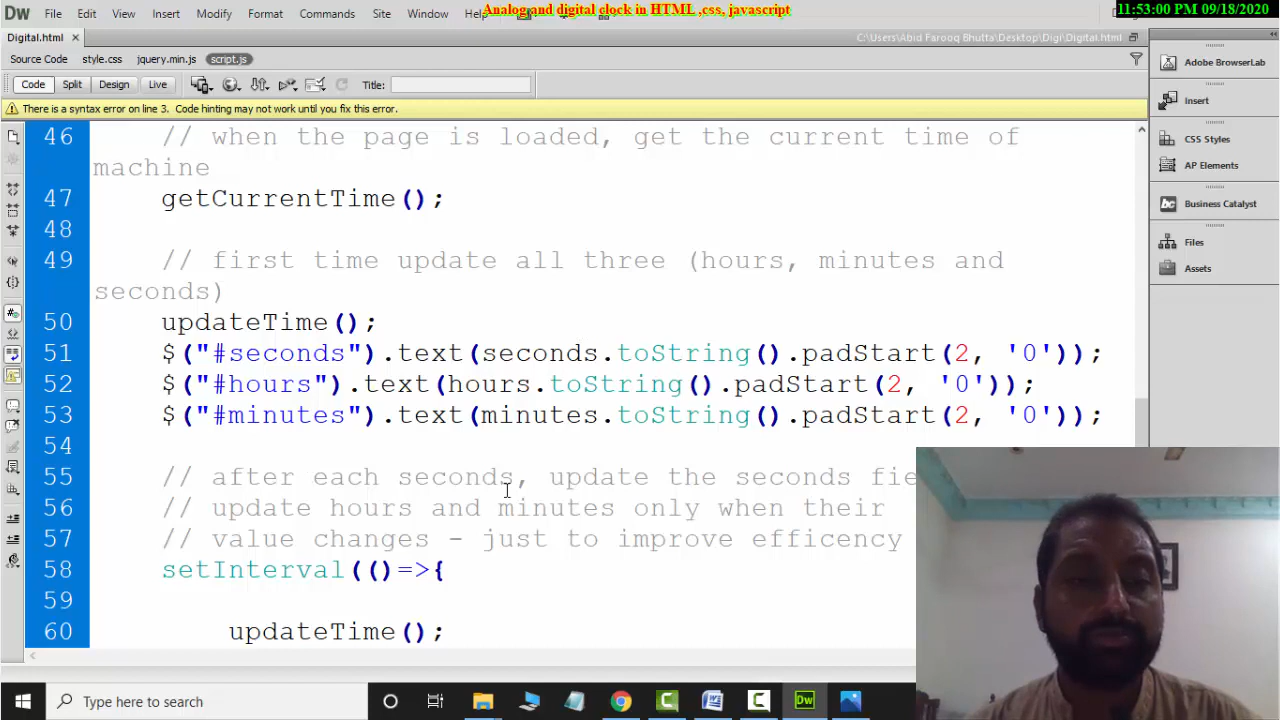 File Edit View Insert Modify Format Commands Site Window Help
Analog and digital clock in HTML ,css, javascript
11:53:00 PM 09/18/2020
Digital.html
C:\Users\Abid Farooq Bhutta\Desktop\Digi\Digital.html
Source Code style.css jquery.min.js script.js
Code Split Design Live Title:
There is a syntax error on line 3. Code hinting may not work until you fix this error.
46 // when the page is loaded, get the current time of
machine
47 getCurrentTime();
48
49 // first time update all three (hours, minutes and
seconds)
50 updateTime();
51 $("#seconds").text(seconds.toString().padStart(2, '0'));
52 $("#hours").text(hours.toString().padStart(2, '0'));
53 $("#minutes").text(minutes.toString().padStart(2, '0'));
54
55 // after each seconds, update the seconds fie
56 // update hours and minutes only when their
57 // value changes - just to improve efficency
58 setInterval(()=>{
59
60 updateTime();
Adobe BrowserLab
Insert
CSS Styles
AP Elements
Business Catalyst
Files
Assets
Type here to search
Dw